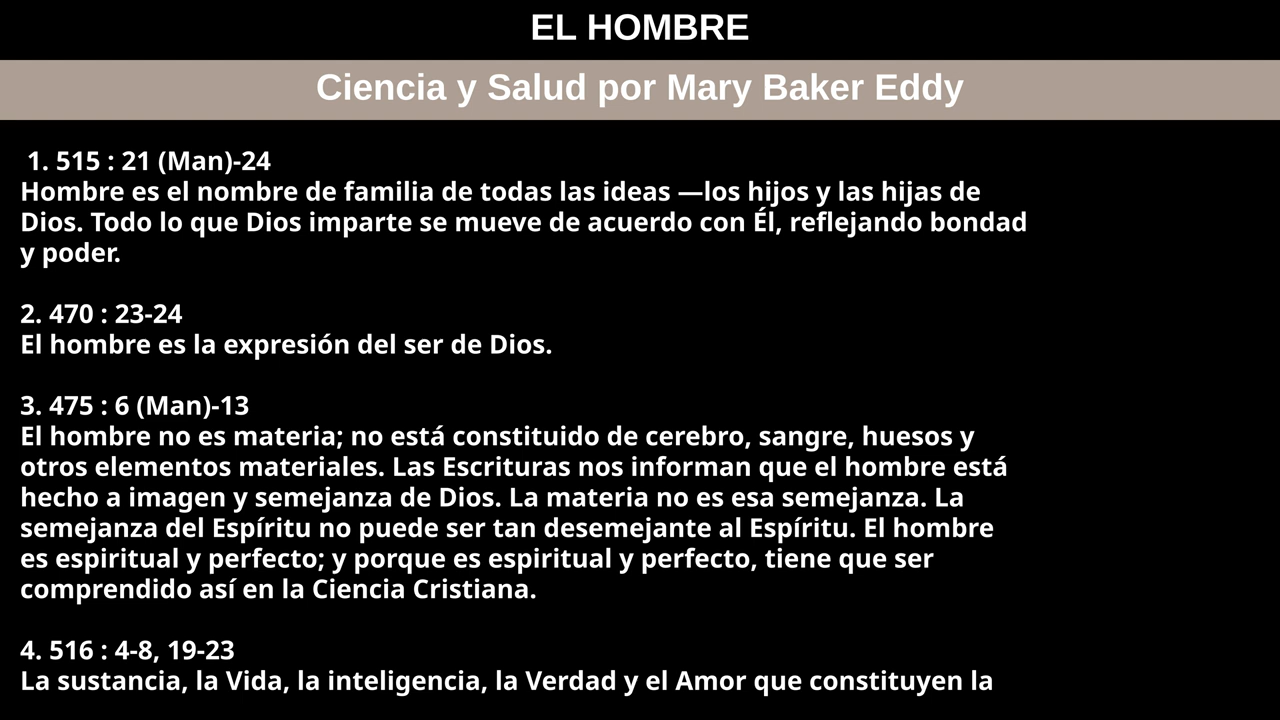 EL HOMBRE
Ciencia y Salud por Mary Baker Eddy
1. 515 : 21 (Man)-24
Hombre es el nombre de familia de todas las ideas —los hijos y las hijas de
Dios. Todo lo que Dios imparte se mueve de acuerdo con Él, reflejando bondad
y poder.
2. 470 : 23-24
El hombre es la expresión del ser de Dios.
3. 475 : 6 (Man)-13
El hombre no es materia; no está constituido de cerebro, sangre, huesos y
otros elementos materiales. Las Escrituras nos informan que el hombre está
hecho a imagen y semejanza de Dios. La materia no es esa semejanza. La
semejanza del Espíritu no puede ser tan desemejante al Espíritu. El hombre
es espiritual y perfecto; y porque es espiritual y perfecto, tiene que ser
comprendido así en la Ciencia Cristiana.
4. 516 : 4-8, 19-23
La sustancia, la Vida, la inteligencia, la Verdad y el Amor que constituyen la